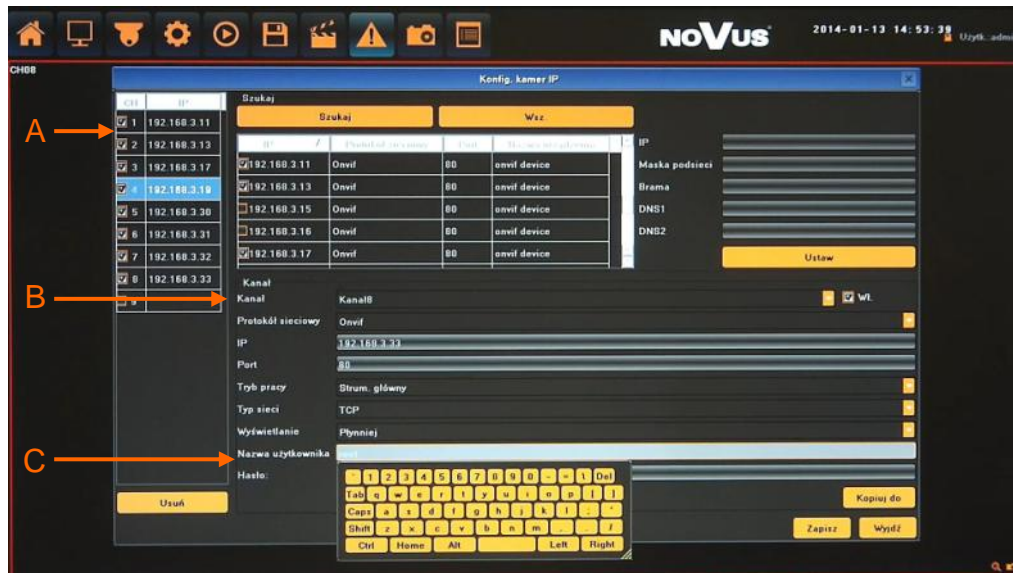 NOVUS
2014-01-13 14:53:39
Użytk. admi
CH08
Konfig. kamer IP
CH IP
1 192.168.3.11
2 192.168.3.13
3 192.168.3.17
4 192.168.3.19
5 192.168.3.30
6 192.168.3.31
7 192.168.3.32
8 192.168.3.33
9
Usuń
Szukaj
Szukaj Wsz.
IP / Protokół sieciowy Port Nazwa urządzenia
192.168.3.11 Onvif 80 onvif device
192.168.3.13 Onvif 80 onvif device
192.168.3.15 Onvif 80 onvif device
192.168.3.16 Onvif 80 onvif device
192.168.3.17 Onvif 80 onvif device
IP
Maska podsieci
Brama
DNS1
DNS2
Ustaw
Kanał
Kanał Kanał8 Wł.
Protokół sieciowy Onvif
IP 192.168.3.33
Port 80
Tryb pracy Strum. główny
Typ sieci TCP
Wyświetlanie Płynniej
Nazwa użytkownika
Hasło:
` 1 2 3 4 5 6 7 8 9 0 - = \ Del
Tab q w e r t y u i o p [ ]
Caps a s d f g h j k l ; '
Shift z x c v b n m , . /
Ctrl Home Alt Left Right
Kopiuj do
Zapisz Wyjdź
A
B
C